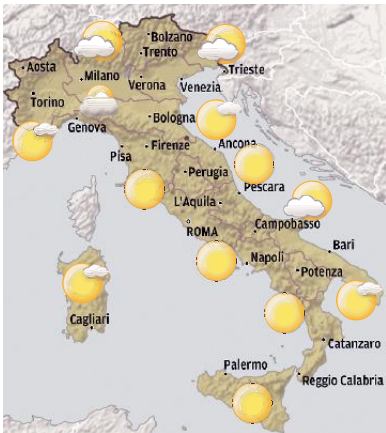 Bolzano
Trento
Aosta
Milano
Trieste
Verona
Venezia
Torino
Bologna
Genova
Ancona
Pisa
Firenze
Perugia
Pescara
L'Aquila
Campobasso
ROMA
Bari
Napoli
Potenza
Cagliari
Catanzaro
Palermo
Reggio Calabria